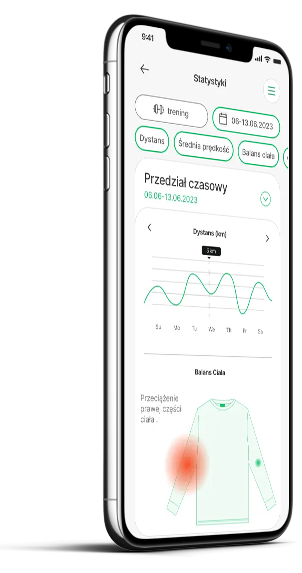 9:41
Statystyki
trening
06-13.06.2023
Dystans
Średnia prędkość
Balans ciała
Przedział czasowy
06.06-13.06.2023
Dystans (km)
5 km
Su Mo Tu We Th Fr Sa
Balans Ciała
Przeciążenie
prawej części
ciała .